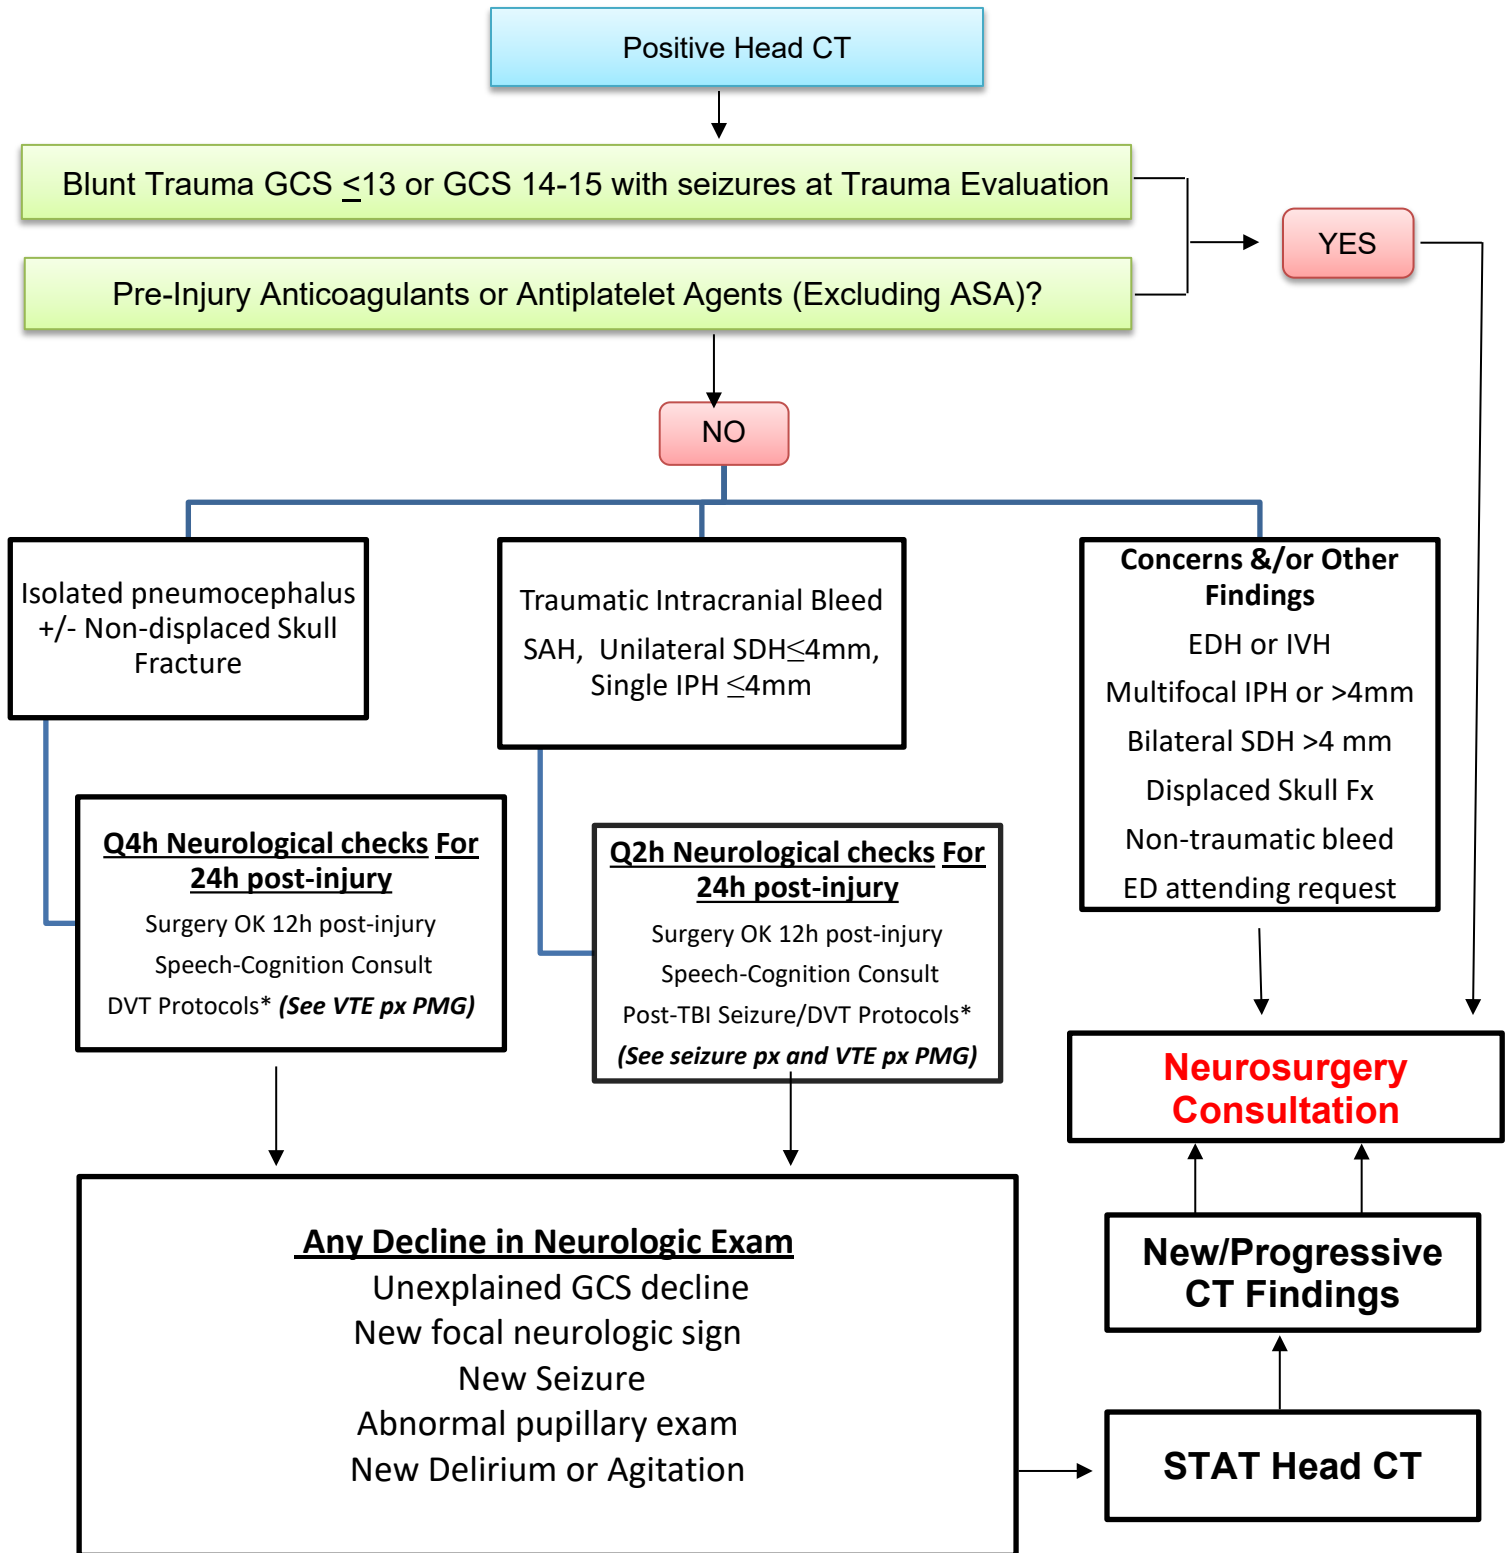 Positive Head CT
Blunt Trauma GCS ≤13 or GCS 14-15 with seizures at Trauma Evaluation
YES
Pre-Injury Anticoagulants or Antiplatelet Agents (Excluding ASA)?
NO
Isolated pneumocephalus
+/- Non-displaced Skull
Fracture
Traumatic Intracranial Bleed
SAH, Unilateral SDH≤4mm,
Single IPH ≤4mm
Concerns &/or Other
Findings
EDH or IVH
Multifocal IPH or >4mm
Bilateral SDH >4 mm
Displaced Skull Fx
Non-traumatic bleed
ED attending request
Q4h Neurological checks For
24h post-injury
Surgery OK 12h post-injury
Speech-Cognition Consult
DVT Protocols* (See VTE px PMG)
Q2h Neurological checks For
24h post-injury
Surgery OK 12h post-injury
Speech-Cognition Consult
Post-TBI Seizure/DVT Protocols*
(See seizure px and VTE px PMG)
Neurosurgery
Consultation
Any Decline in Neurologic Exam
Unexplained GCS decline
New focal neurologic sign
New Seizure
Abnormal pupillary exam
New Delirium or Agitation
New/Progressive
CT Findings
STAT Head CT